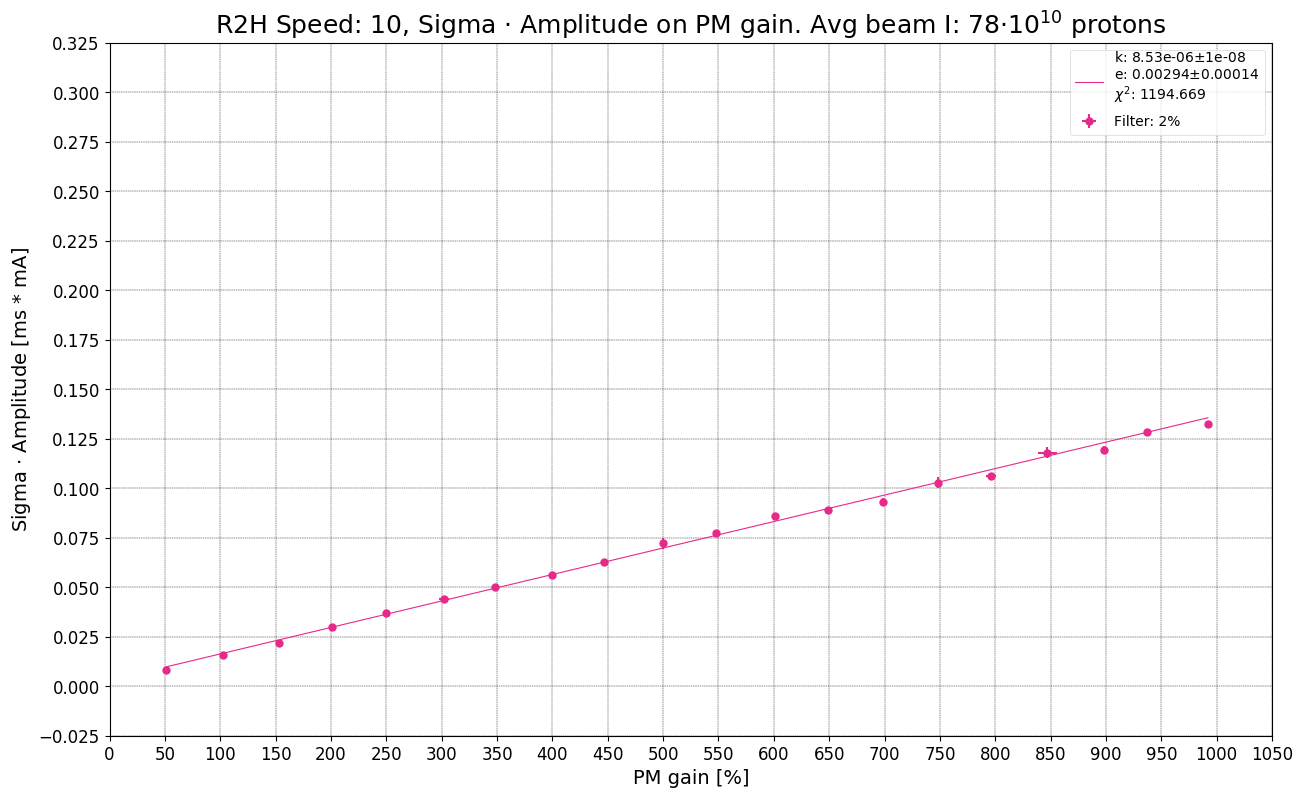 R2H Speed: 10, Sigma · Amplitude on PM gain. Avg beam I: 78·10¹⁰ protons
k: 8.53e-06±1e-08
e: 0.00294±0.00014
χ²: 1194.669
Filter: 2%
Sigma · Amplitude [ms * mA]
0.325
0.300
0.275
0.250
0.225
0.200
0.175
0.150
0.125
0.100
0.075
0.050
0.025
0.000
−0.025
0 50 100 150 200 250 300 350 400 450 500 550 600 650 700 750 800 850 900 950 1000 1050
PM gain [%]